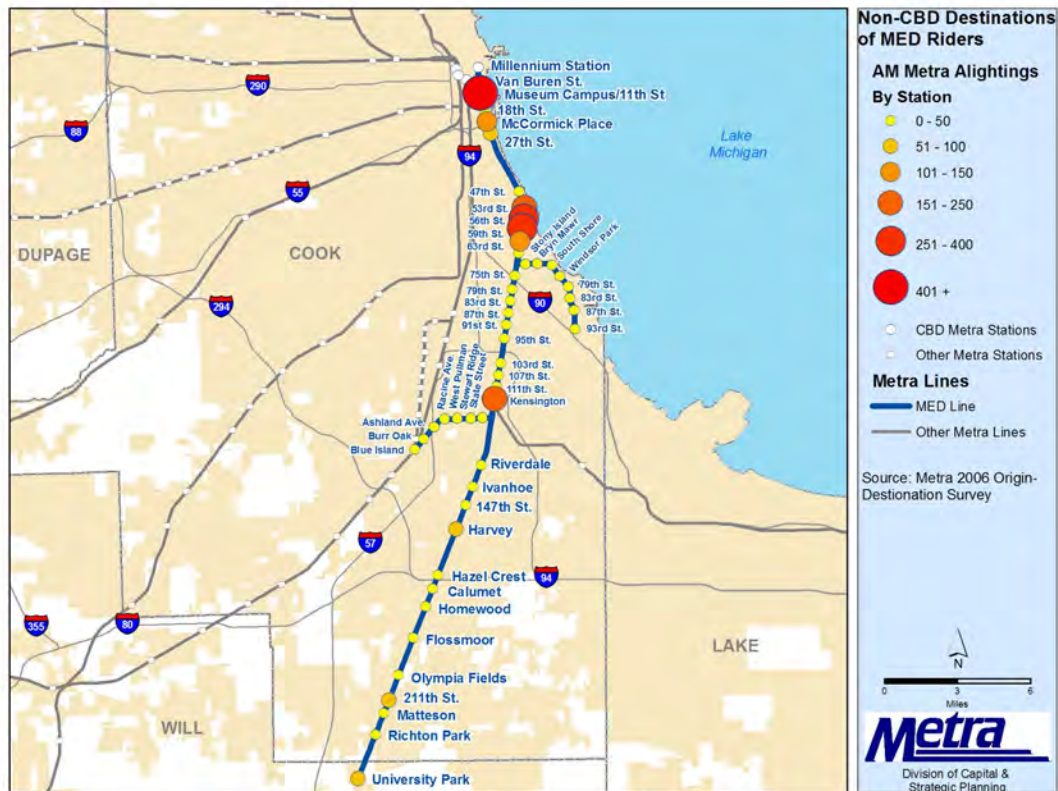 Non-CBD Destinations
of MED Riders
AM Metra Alightings
By Station
0 - 50
51 - 100
101 - 150
151 - 250
251 - 400
401 +
CBD Metra Stations
Other Metra Stations
Metra Lines
MED Line
Other Metra Lines
Source: Metra 2006 Origin-
Destionation Survey
N
0 3 6
Miles
Metra
Division of Capital &
Strategic Planning
Millennium Station
Van Buren St.
Museum Campus/11th St
18th St.
McCormick Place
27th St.
Lake
Michigan
290
88
94
55
47th St.
53rd St.
56th St.
59th St.
63rd St.
Stony Island
Bryn Mawr
South Shore
Windsor Park
DUPAGE
COOK
75th St.
79th St.
83rd St.
87th St.
91st St.
79th St.
83rd St.
87th St.
93rd St.
294
90
95th St.
103rd St.
107th St.
111th St.
Kensington
Racine Ave.
West Pullman
Stewart Ridge
State Street
Ashland Ave.
Burr Oak
Blue Island
Riverdale
Ivanhoe
147th St.
Harvey
57
Hazel Crest
94
Calumet
Homewood
355
80
Flossmoor
LAKE
Olympia Fields
211th St.
Matteson
WILL
Richton Park
University Park